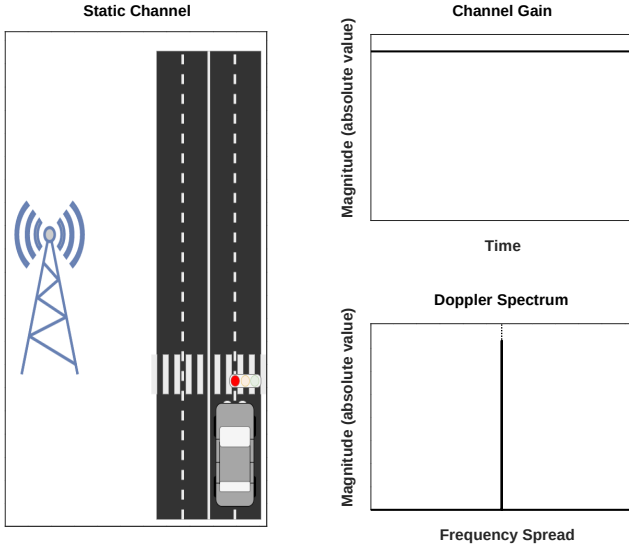 Static Channel
Channel Gain
Magnitude (absolute value)
Time
Doppler Spectrum
Magnitude (absolute value)
Frequency Spread